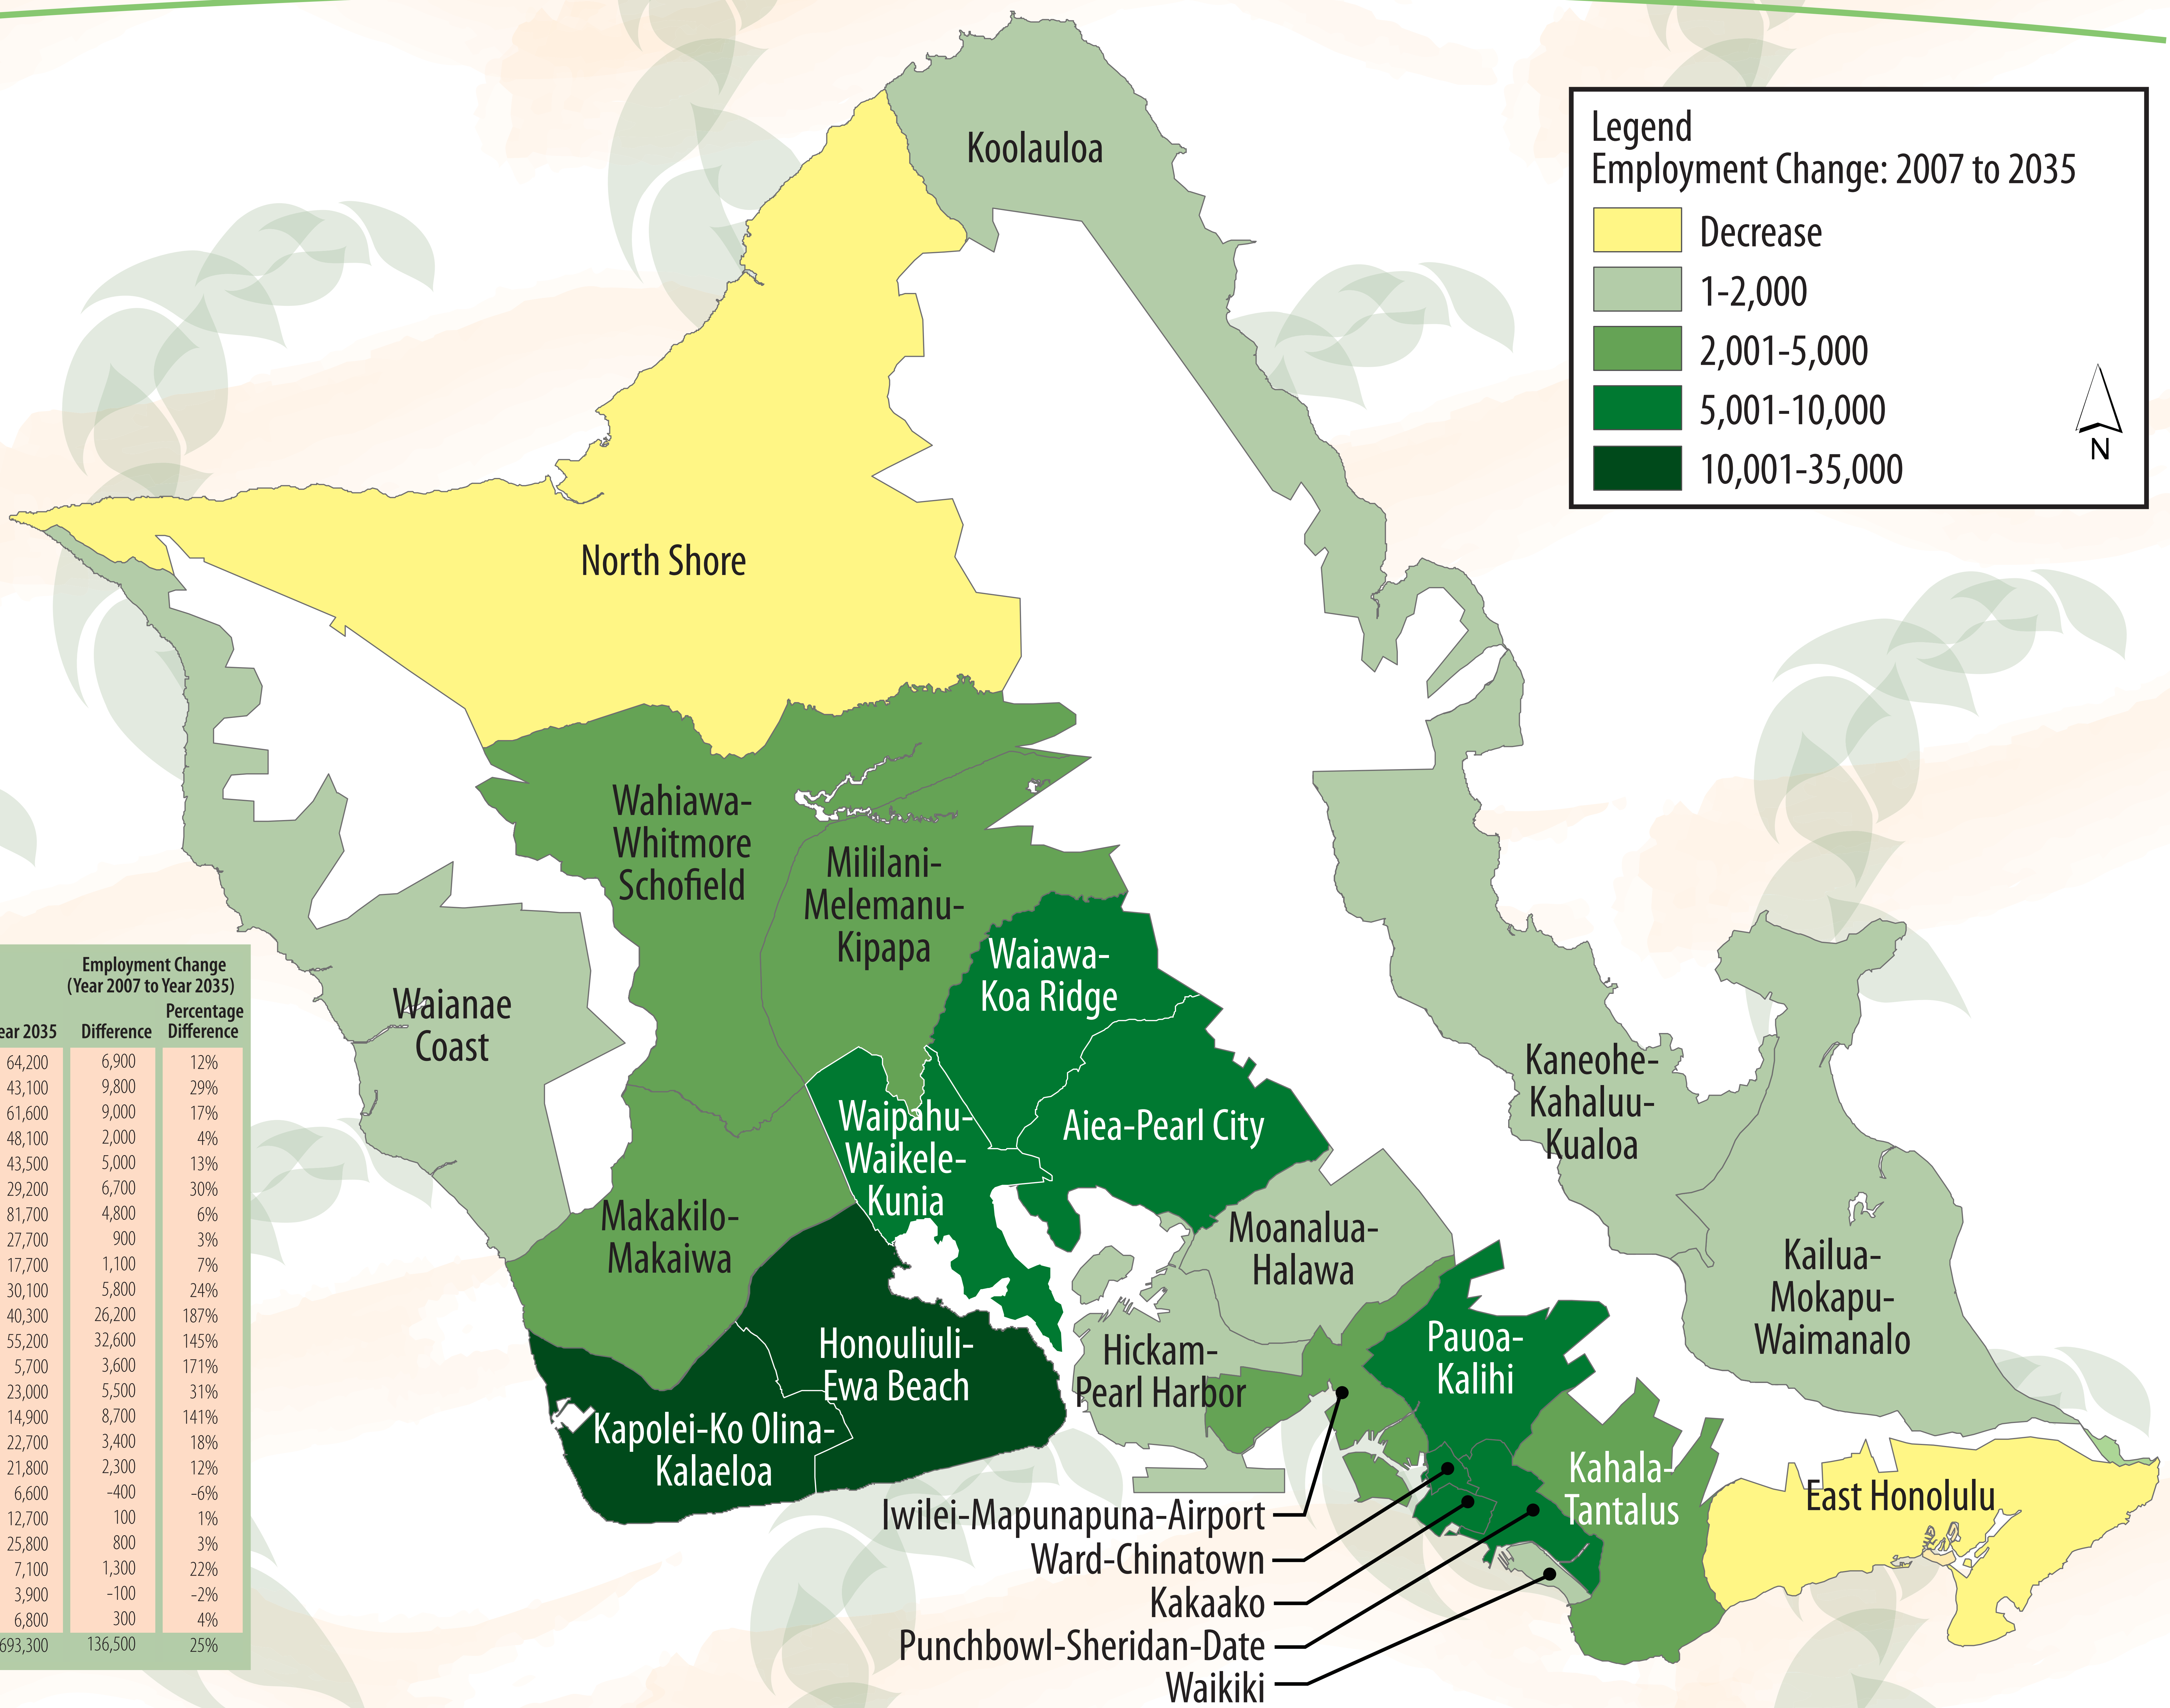 Koolauloa
Legend
Employment Change: 2007 to 2035
Decrease
1-2,000
2,001-5,000
5,001-10,000
10,001-35,000
N
North Shore
Wahiawa-
Whitmore
Schofield
Mililani-
Melemanu-
Kipapa
Waiawa-
Koa Ridge
Waianae
Coast
Kaneohe-
Kahaluu-
Kualoa
Waipahu-
Waikele-
Kunia
Aiea-Pearl City
Makakilo-
Makaiwa
Moanalua-
Halawa
Kailua-
Mokapu-
Waimanalo
Honouliuli-
Ewa Beach
Hickam-
Pearl Harbor
Pauoa-
Kalihi
Kapolei-Ko Olina-
Kalaeloa
Kahala-
Tantalus
East Honolulu
Iwilei-Mapunapuna-Airport
Ward-Chinatown
Kakaako
Punchbowl-Sheridan-Date
Waikiki
Employment Change
(Year 2007 to Year 2035)
Percentage
ear 2035 Difference Difference
64,200 6,900 12%
43,100 9,800 29%
61,600 9,000 17%
48,100 2,000 4%
43,500 5,000 13%
29,200 6,700 30%
81,700 4,800 6%
27,700 900 3%
17,700 1,100 7%
30,100 5,800 24%
40,300 26,200 187%
55,200 32,600 145%
5,700 3,600 171%
23,000 5,500 31%
14,900 8,700 141%
22,700 3,400 18%
21,800 2,300 12%
6,600 -400 -6%
12,700 100 1%
25,800 800 3%
7,100 1,300 22%
3,900 -100 -2%
6,800 300 4%
693,300 136,500 25%